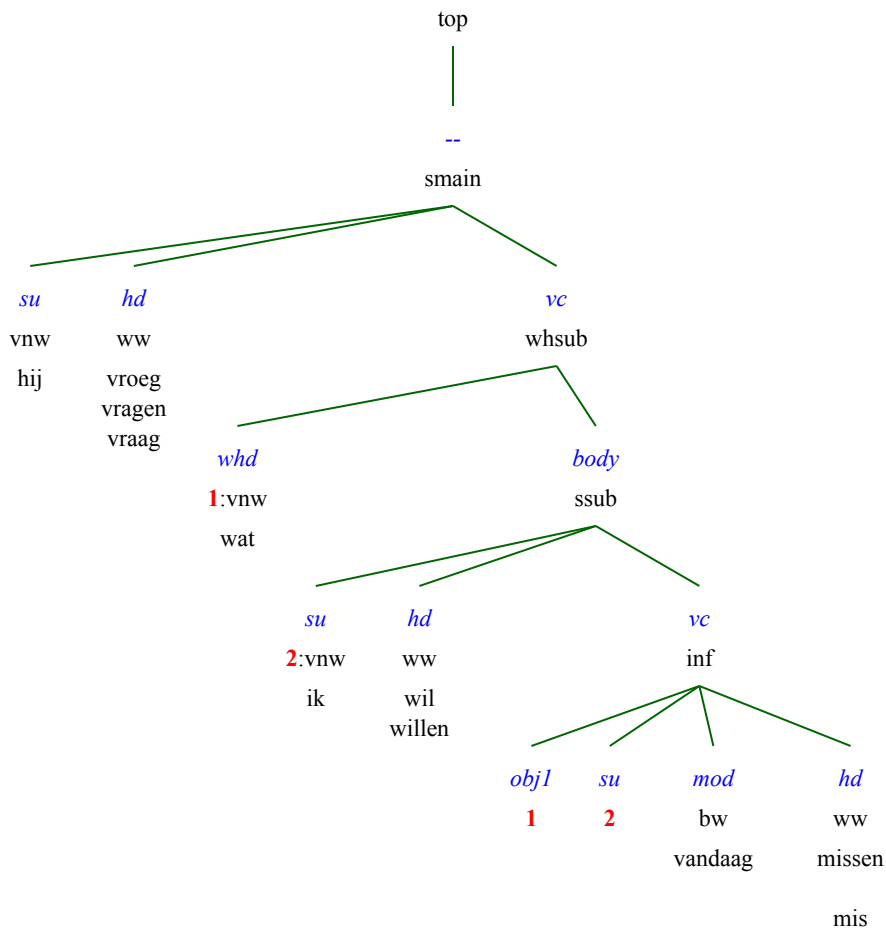 top
--
smain
su hd vc
vnw ww whsub
hij vroeg
vragen
vraag
whd body
1:vnw ssub
wat
su hd vc
2:vnw ww inf
ik wil
willen
obj1 su mod hd
1 2 bw ww
vandaag missen
mis